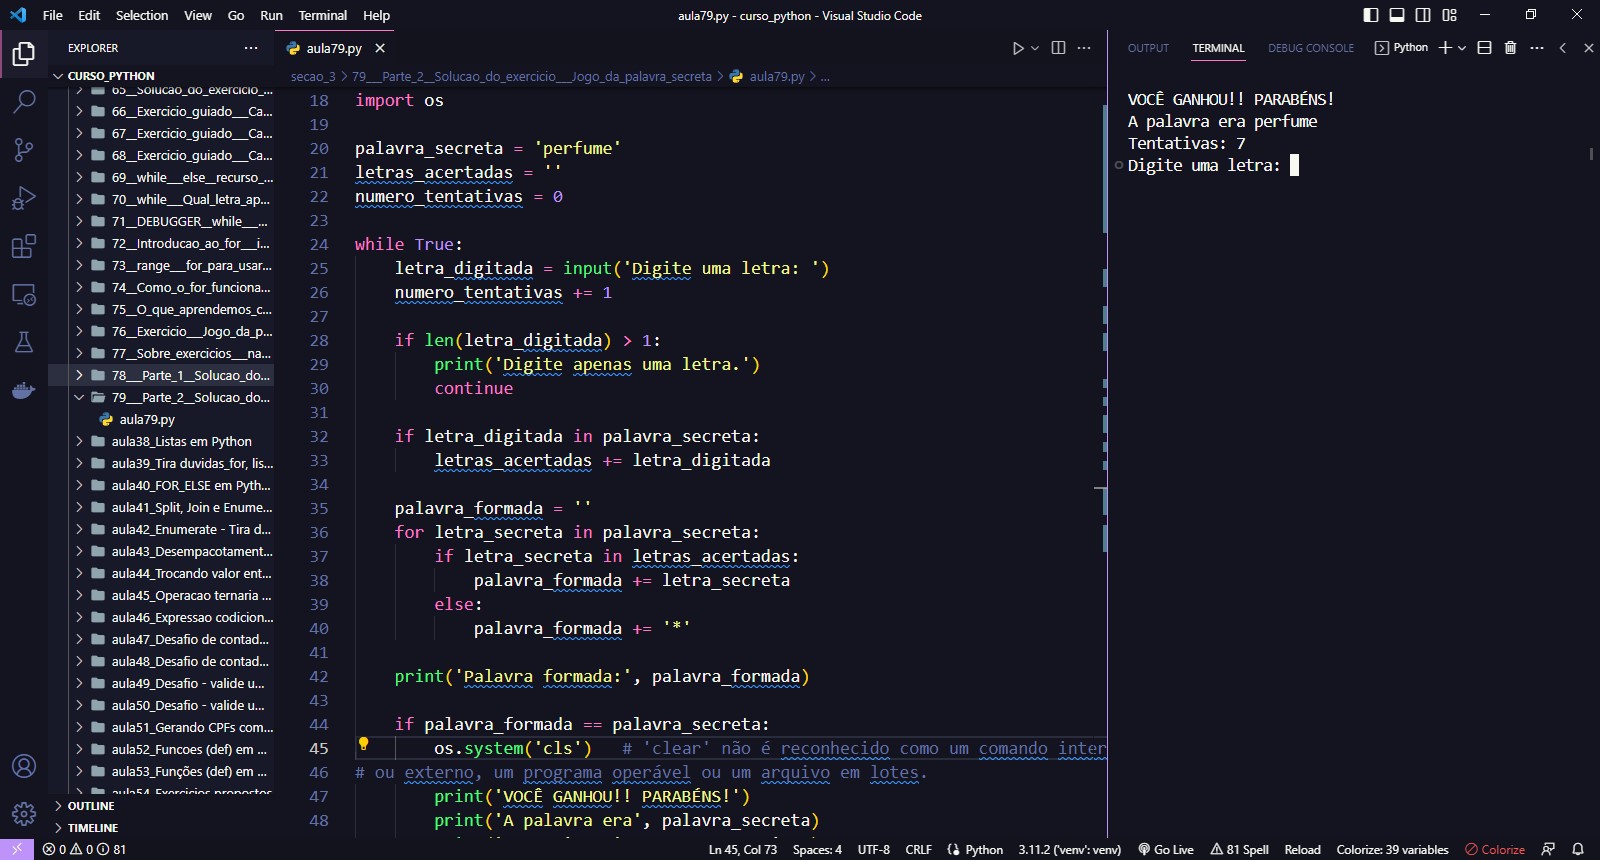 File Edit Selection View Go Run Terminal Help
aula79.py - curso_python - Visual Studio Code
EXPLORER
CURSO_PYTHON
65__Solucao_do_exercicio_...
66__Exercicio_guiado__Ca...
67__Exercicio_guiado__Ca...
68__Exercicio_guiado__Ca...
69__while__else__recurso_...
70__while__Qual_letra_ap...
71__DEBUGGER__while__...
72__Introducao_ao_for__i...
73__range__for_para_usar...
74__Como_o_for_funciona...
75__O_que_aprendemos_c...
76__Exercicio__Jogo_da_p...
77__Sobre_exercicios__na...
78__Parte_1__Solucao_do...
79__Parte_2__Solucao_do...
aula79.py
aula38_Listas em Python
aula39_Tira duvidas_for, lis...
aula40_FOR_ELSE em Pyth...
aula41_Split, Join e Enume...
aula42_Enumerate - Tira d...
aula43_Desempacotament...
aula44_Trocando valor ent...
aula45_Operacao ternaria ...
aula46_Expressao codicion...
aula47_Desafio de contad...
aula48_Desafio de contad...
aula49_Desafio - valide u...
aula50_Desafio - valide u...
aula51_Gerando CPFs com...
aula52_Funcoes (def) em ...
aula53_Funções (def) em ...
aula54_Exercicios propostos
OUTLINE
TIMELINE
aula79.py
secao_3 > 79__Parte_2__Solucao_do_exercicio__Jogo_da_palavra_secreta > aula79.py > ...
18 import os
19
20 palavra_secreta = 'perfume'
21 letras_acertadas = ''
22 numero_tentativas = 0
23
24 while True:
25     letra_digitada = input('Digite uma letra: ')
26     numero_tentativas += 1
27
28     if len(letra_digitada) > 1:
29         print('Digite apenas uma letra.')
30         continue
31
32     if letra_digitada in palavra_secreta:
33         letras_acertadas += letra_digitada
34
35     palavra_formada = ''
36     for letra_secreta in palavra_secreta:
37         if letra_secreta in letras_acertadas:
38             palavra_formada += letra_secreta
39         else:
40             palavra_formada += '*'
41
42     print('Palavra formada:', palavra_formada)
43
44     if palavra_formada == palavra_secreta:
45         os.system('cls')   # 'clear' não é reconhecido como um comando inter
46 # ou externo, um programa operável ou um arquivo em lotes.
47         print('VOCÊ GANHOU!! PARABÉNS!')
48         print('A palavra era', palavra_secreta)
OUTPUT TERMINAL DEBUG CONSOLE Python
VOCÊ GANHOU!! PARABÉNS!
A palavra era perfume
Tentativas: 7
Digite uma letra:
0 0 81
Ln 45, Col 73 Spaces: 4 UTF-8 CRLF Python 3.11.2 ('venv': venv) Go Live 81 Spell Reload Colorize: 39 variables Colorize